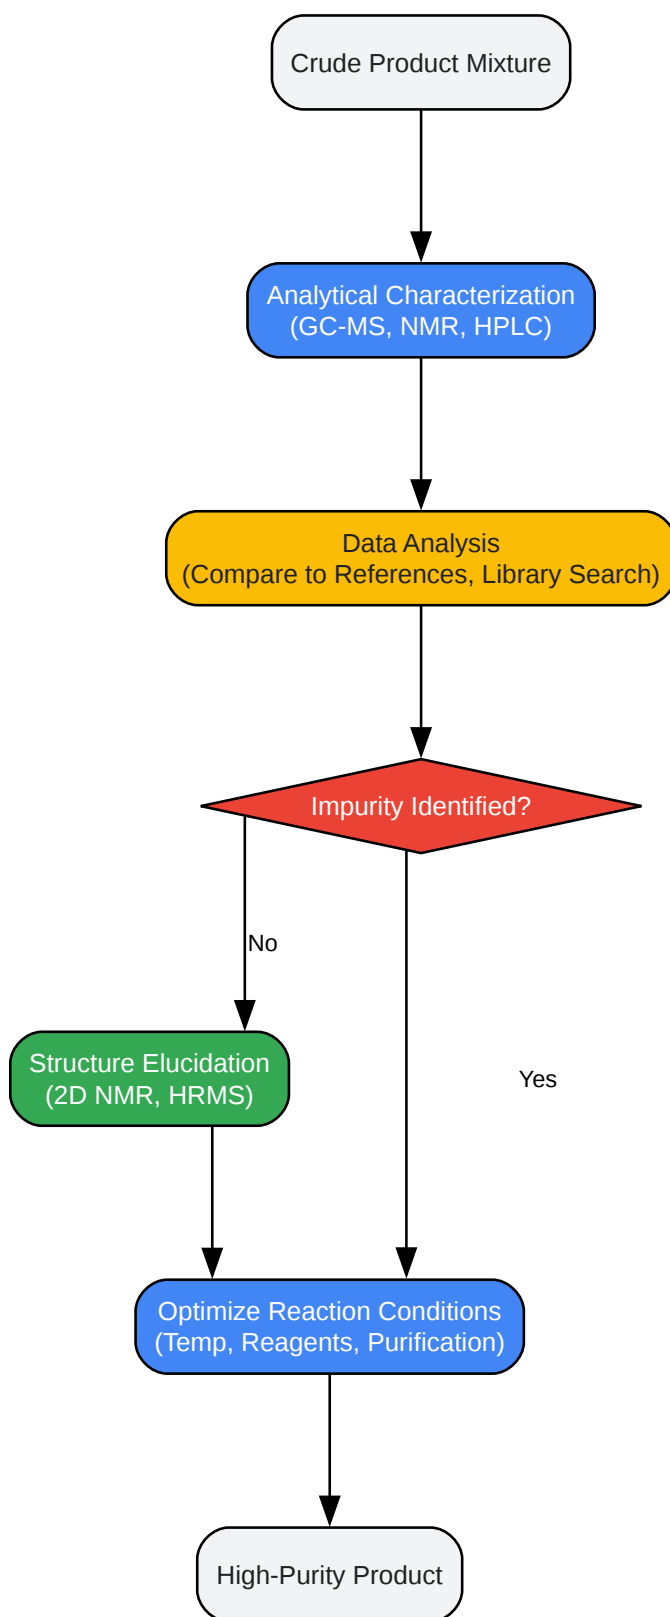 Crude Product Mixture
Analytical Characterization
(GC-MS, NMR, HPLC)
Data Analysis
(Compare to References, Library Search)
Impurity Identified?
No
Structure Elucidation
(2D NMR, HRMS)
Yes
Optimize Reaction Conditions
(Temp, Reagents, Purification)
High-Purity Product